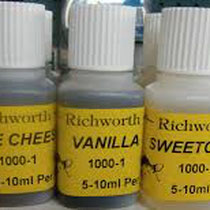 Richworth
E CHEES
1000-1
5-10ml Per
Richworth
VANILLA
1000-1
5-10ml Per
Richworth
SWEETC
1000-1
5-10ml